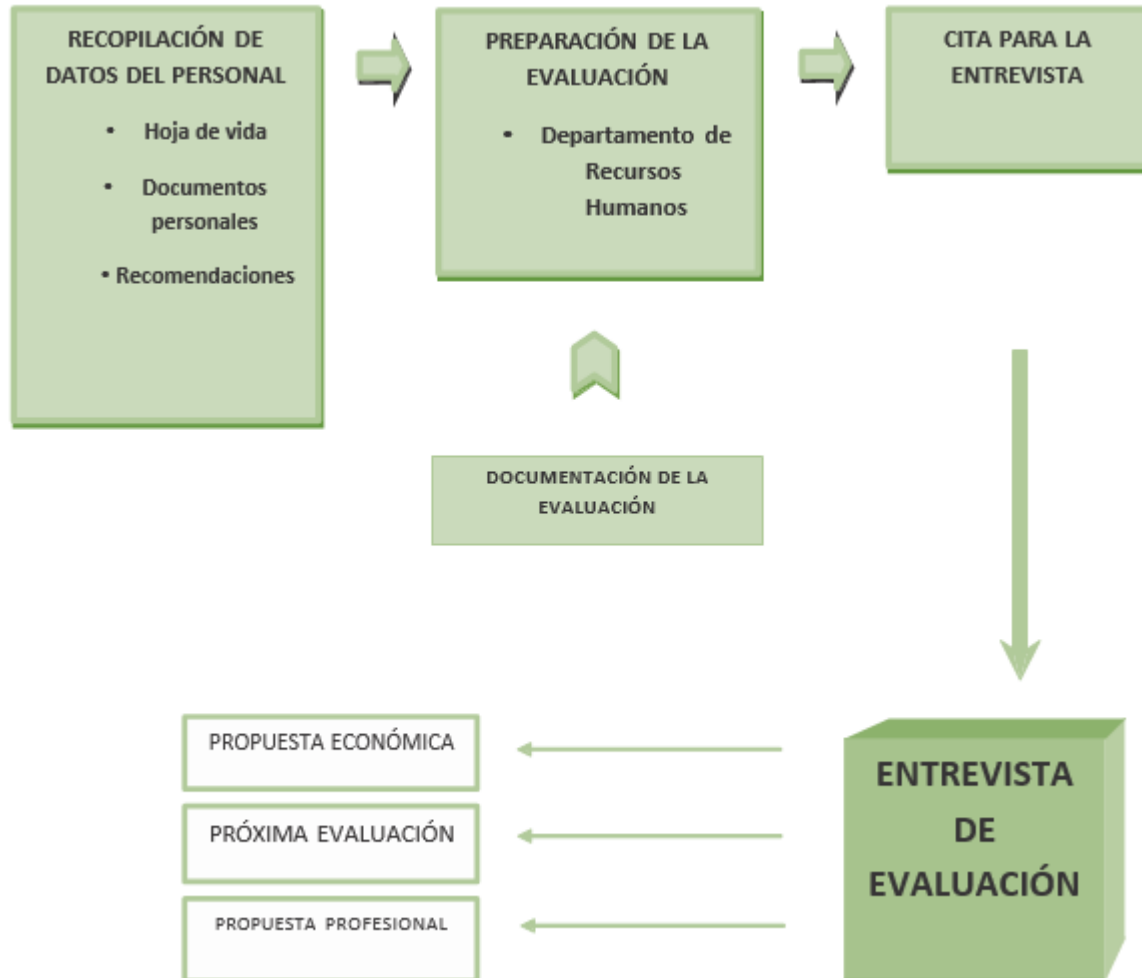 RECOPILACIÓN DE
DATOS DEL PERSONAL
• Hoja de vida
• Documentos
personales
• Recomendaciones
PREPARACIÓN DE LA
EVALUACIÓN
• Departamento de
Recursos
Humanos
CITA PARA LA
ENTREVISTA
DOCUMENTACIÓN DE LA
EVALUACIÓN
PROPUESTA ECONÓMICA
PRÓXIMA EVALUACIÓN
PROPUESTA PROFESIONAL
ENTREVISTA
DE
EVALUACIÓN